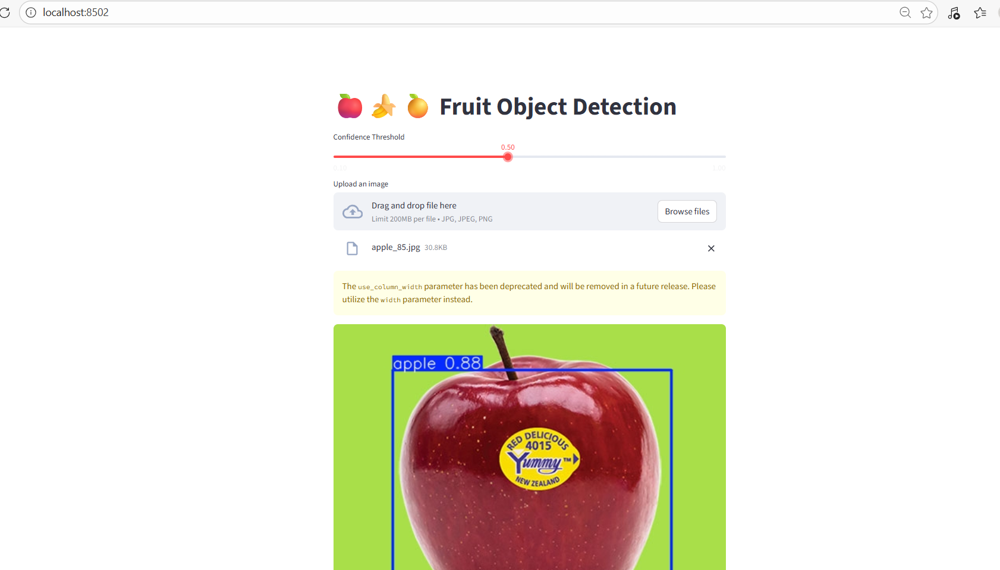 localhost:8502
Fruit Object Detection
Confidence Threshold
0.50
0.10 1.00
Upload an image
Drag and drop file here
Limit 200MB per file • JPG, JPEG, PNG
Browse files
apple_85.jpg 30.8KB
The use_column_width parameter has been deprecated and will be removed in a future release. Please
utilize the width parameter instead.
apple 0.88
RED DELICIOUS
4015
Yummy™
NEW ZEALAND